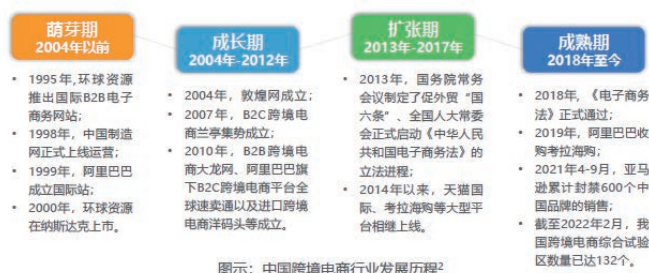 萌芽期
2004年以前
1995年,环球资源
推出国际B2B电子
商务网站;
1998年，中国制造
网正式上线运营;
1999年，阿里巴巴
成立国际站;
2000年，环球资源
在纳斯达克上市。
成长期
2004年-2012年
2004年，敦煌网成立;
2007年，B2C跨境电
商兰亭集势成立;
2010年，B2B跨境电
商大龙网、阿里巴巴旗
下B2C跨境电商平台全
球速卖通以及进口跨境
电商洋码头等成立。
扩张期
2013年-2017年
2013年，国务院常务
会议制定了促外贸“国
六条”、全国人大常委
会正式启动《中华人民
共和国电子商务法》的
立法进程;
2014年以来，天猫国
际、考拉海购等大型平
台相继上线。
成熟期
2018年至今
2018年,《电子商务
法》正式通过;
2019年，阿里巴巴收
购考拉海购;
2021年4-9月，亚马
逊累计封禁600个中
国品牌的销售;
截至2022年2月，我
国跨境电商综合试验
区数量已达132个。
图示：中国跨境电商行业发展历程2